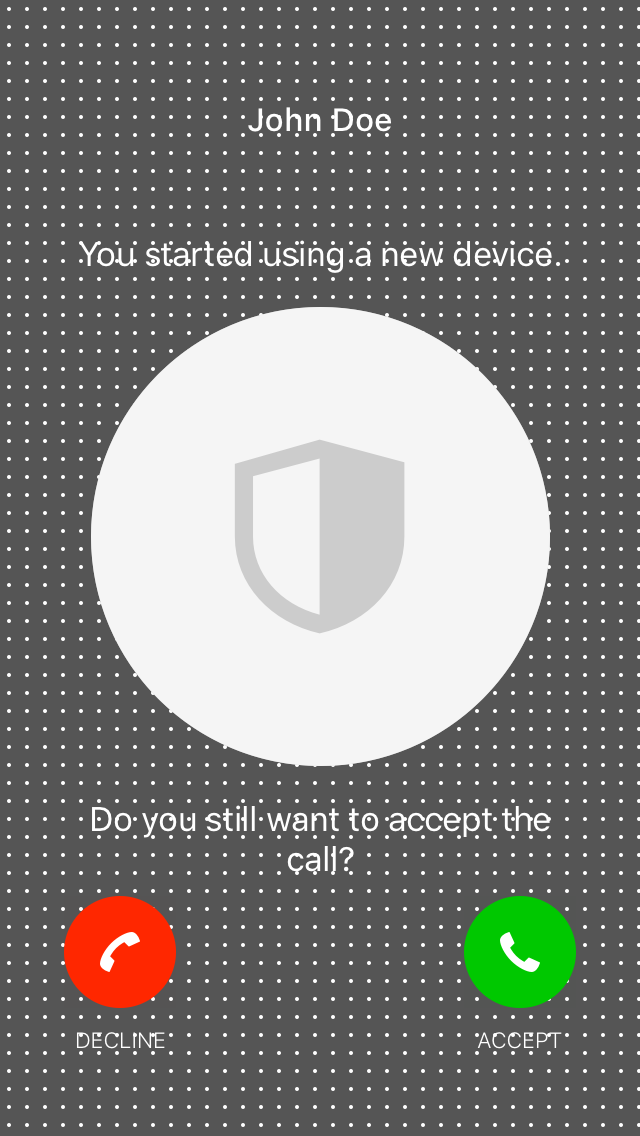 John Doe
You started using a new device.
Do you still want to accept the
call?
DECLINE
ACCEPT